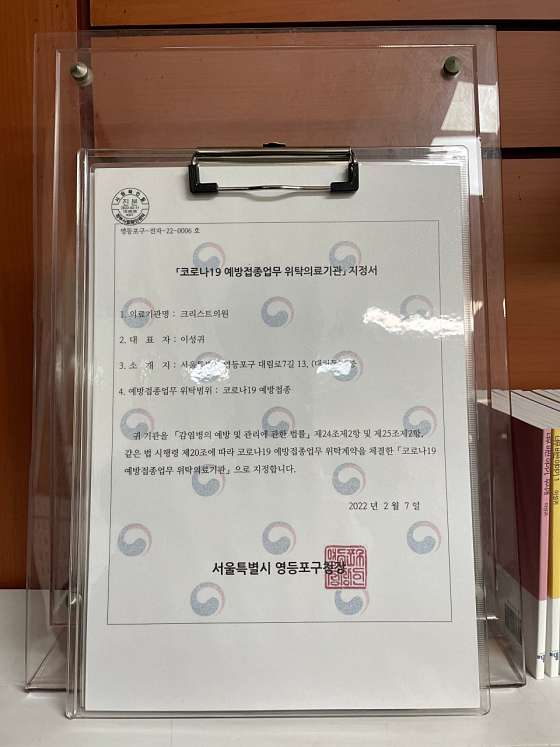 영등포구-전자-22-0006 호
「코로나19 예방접종업무 위탁의료기관」 지정서
1. 의료기관명 : 크리스트의원
2. 대 표 자 : 이성귀
3. 소 재 지 : 서울특별시 영등포구 대림로7길 13,
4. 예방접종업무 위탁범위 : 코로나19 예방접종
귀 기관을 「감염병의 예방 및 관리에 관한 법률」 제24조제2항 및 제25조제2항,
같은 법 시행령 제20조에 따라 코로나19 예방접종업무 위탁계약을 체결한 「코로나19
예방접종업무 위탁의료기관」으로 지정합니다.
2022 년 2 월 7 일
서울특별시 영등포구청장